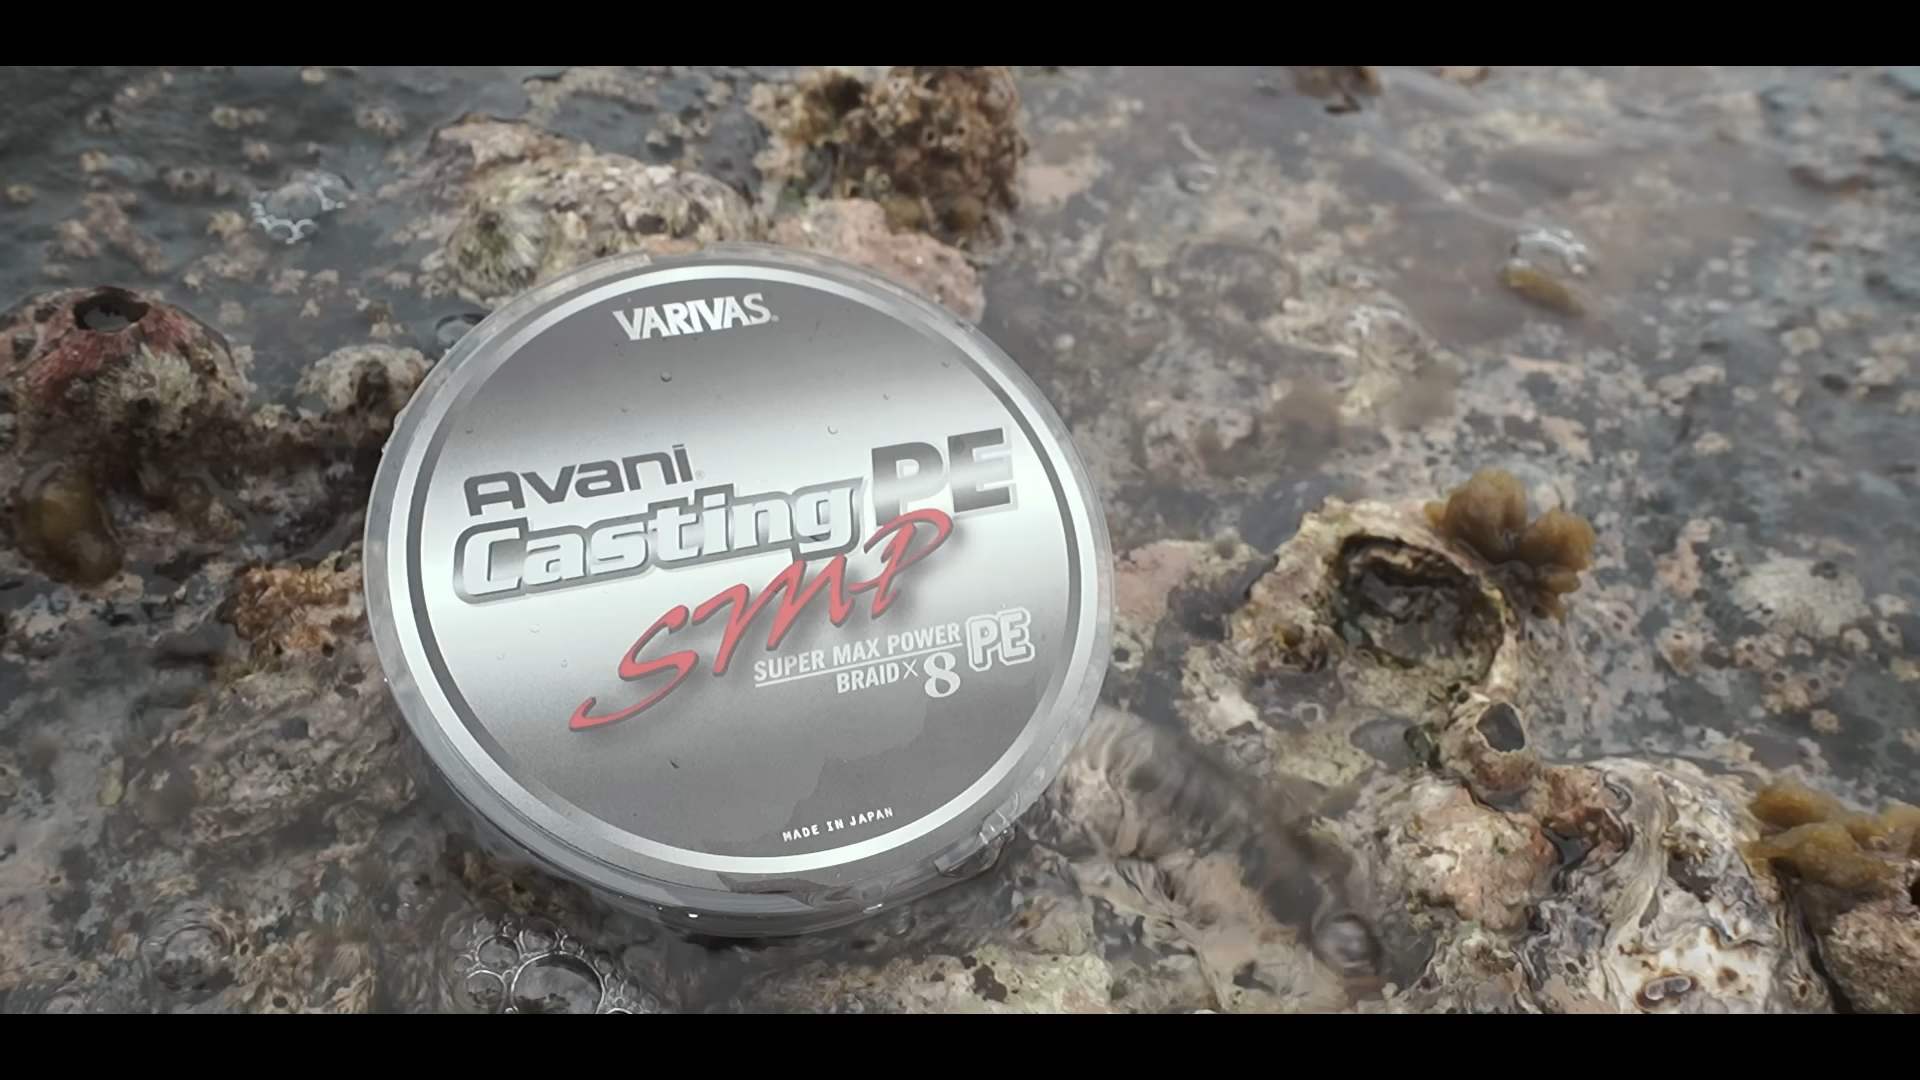 VARIVAS®
Avani®
Casting PE
SMP
SUPER MAX POWER PE
BRAID×8
MADE IN JAPAN